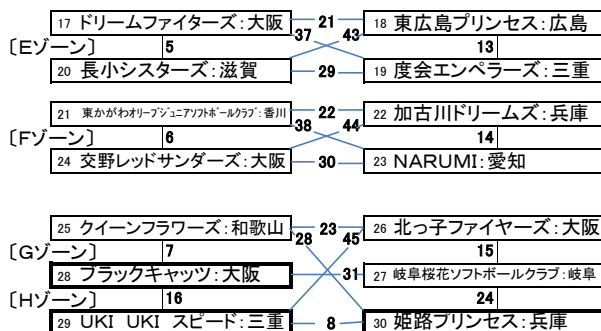 17 ドリームファイターズ:大阪 21 18 東広島プリンセス:広島
37 43
〔Eゾーン〕 5 13
20 長小シスターズ:滋賀 29 19 度会エンペラーズ:三重
21 東かがわオリーブジュニアソフトボールクラブ:香川 22 22 加古川ドリームズ:兵庫
38 44
〔Fゾーン〕 6 14
24 交野レッドサンダーズ:大阪 30 23 NARUMI:愛知
25 クイーンフラワーズ:和歌山 23 26 北っ子ファイヤーズ:大阪
28 45
〔Gゾーン〕 7 15
28 ブラックキャッツ:大阪 31 27 岐阜桜花ソフトボールクラブ:岐阜
〔Hゾーン〕 16 24
29 UKI UKI スピード:三重 8 30 姫路プリンセス:兵庫